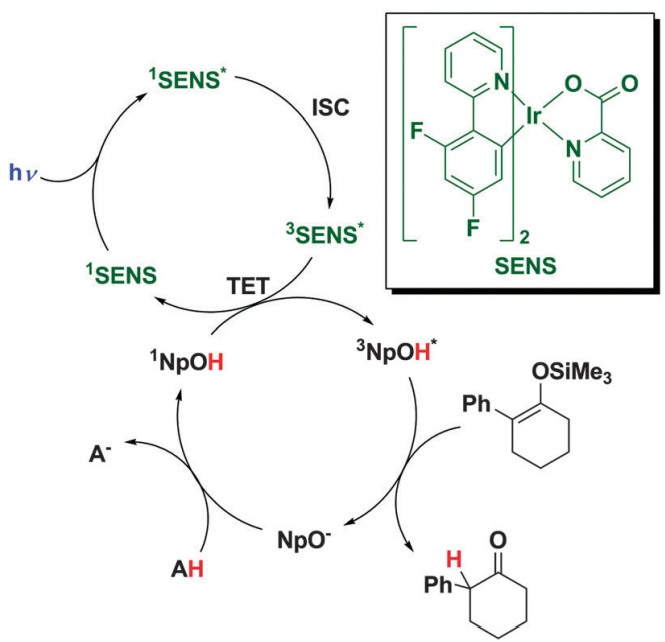 ¹SENS*
ISC
hν
³SENS*
¹SENS
TET
¹NpOH
³NpOH*
A⁻
AH
NpO⁻
N
O
O
Ir
N
F
F
2
SENS
OSiMe₃
Ph
O
H
Ph